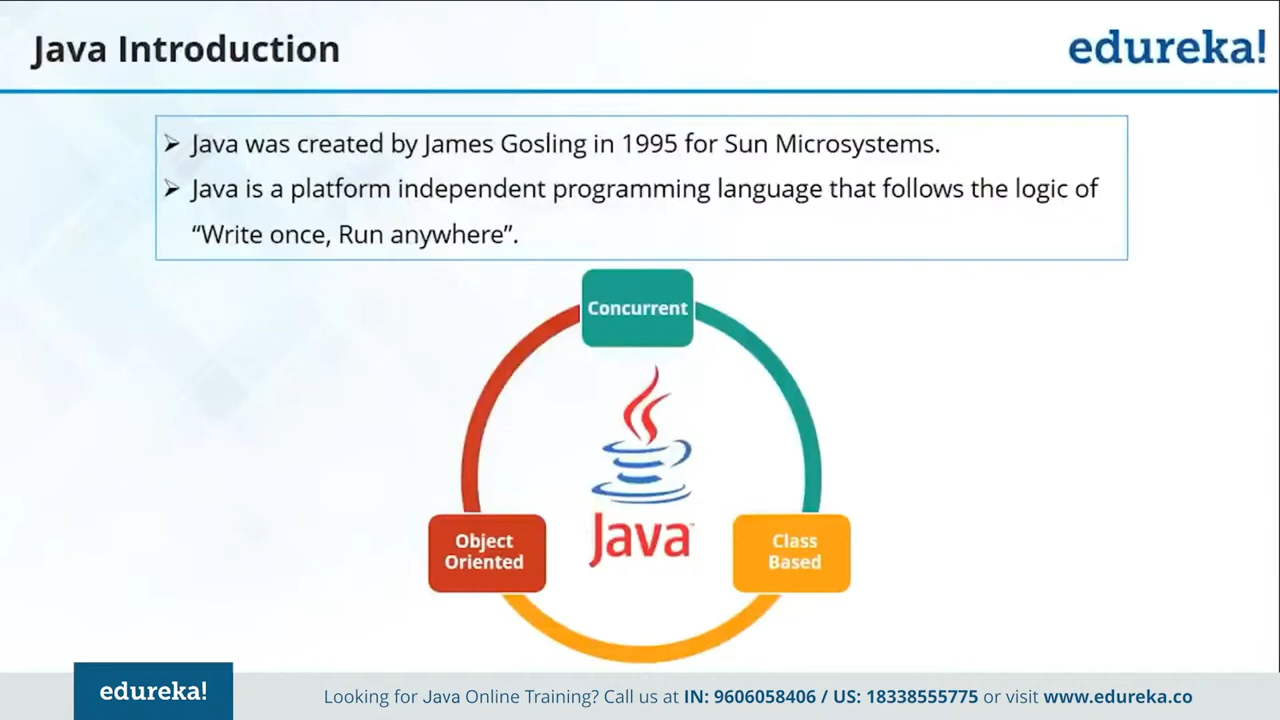 Java Introduction
edureka!
➢ Java was created by James Gosling in 1995 for Sun Microsystems.
➢ Java is a platform independent programming language that follows the logic of
“Write once, Run anywhere”.
Concurrent
Object
Oriented
Java™
Class
Based
edureka!
Looking for Java Online Training? Call us at IN: 9606058406 / US: 18338555775 or visit www.edureka.co